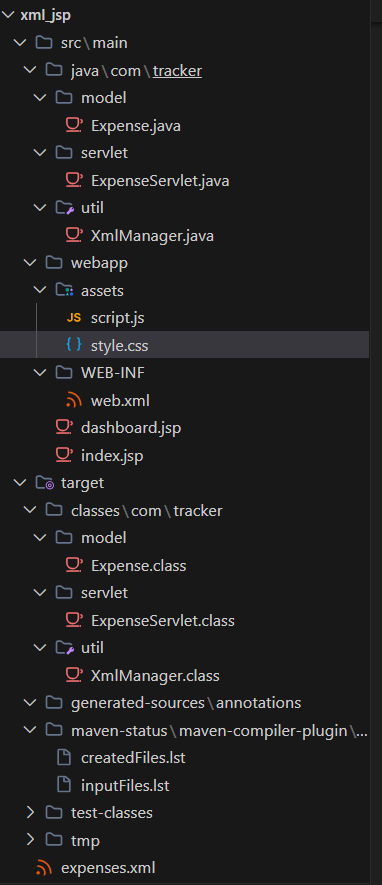 xml_jsp
src\main
java\com\tracker
model
Expense.java
servlet
ExpenseServlet.java
util
XmlManager.java
webapp
assets
JS script.js
{ } style.css
WEB-INF
web.xml
dashboard.jsp
index.jsp
target
classes\com\tracker
model
Expense.class
servlet
ExpenseServlet.class
util
XmlManager.class
generated-sources\annotations
maven-status\maven-compiler-plugin\...
createdFiles.lst
inputFiles.lst
test-classes
tmp
expenses.xml